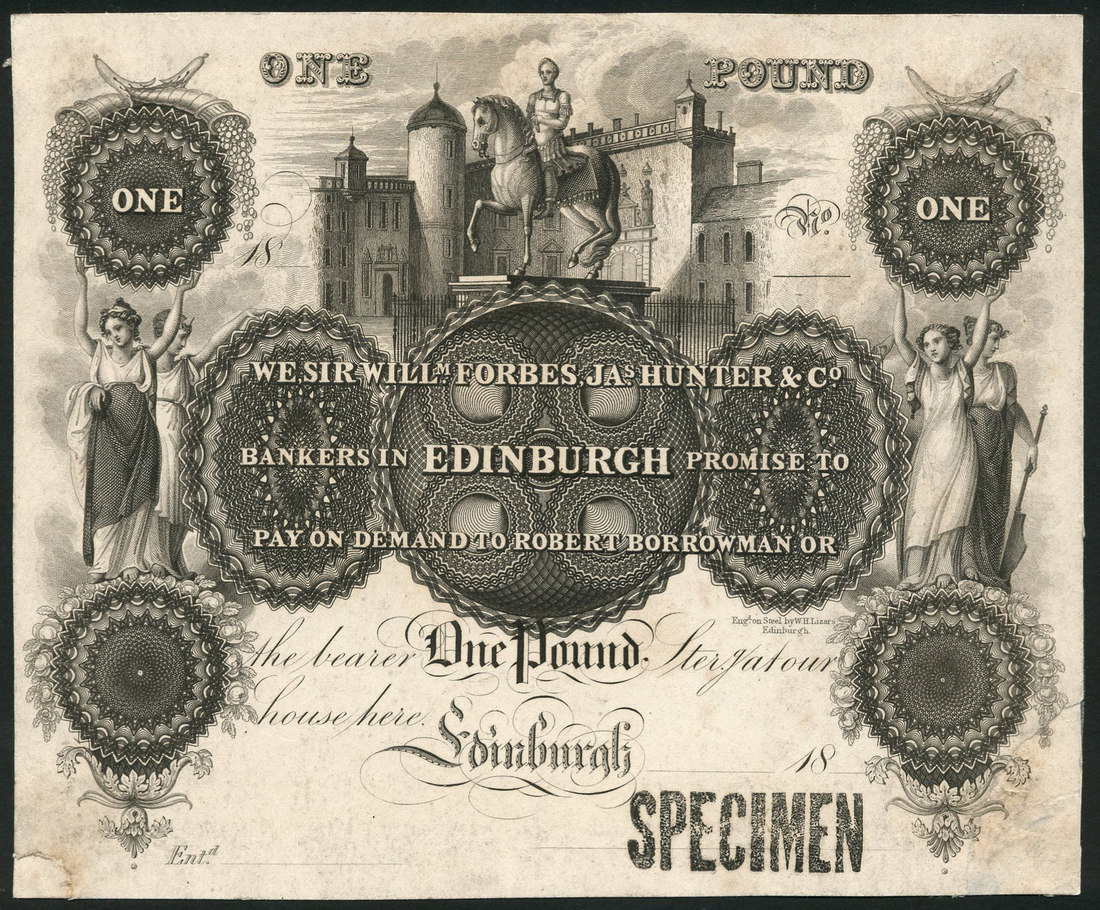 ONE POUND
ONE
ONE
18
No.
WE, SIR WILLM. FORBES, JAS. HUNTER & Co.
BANKERS IN EDINBURGH PROMISE TO
PAY ON DEMAND TO ROBERT BORROWMAN OR
Engd. on Steel by W.H. Lizars
Edinburgh.
the bearer One Pound. Sterg at our
house here.
Edinburgh 18
SPECIMEN
Entd.